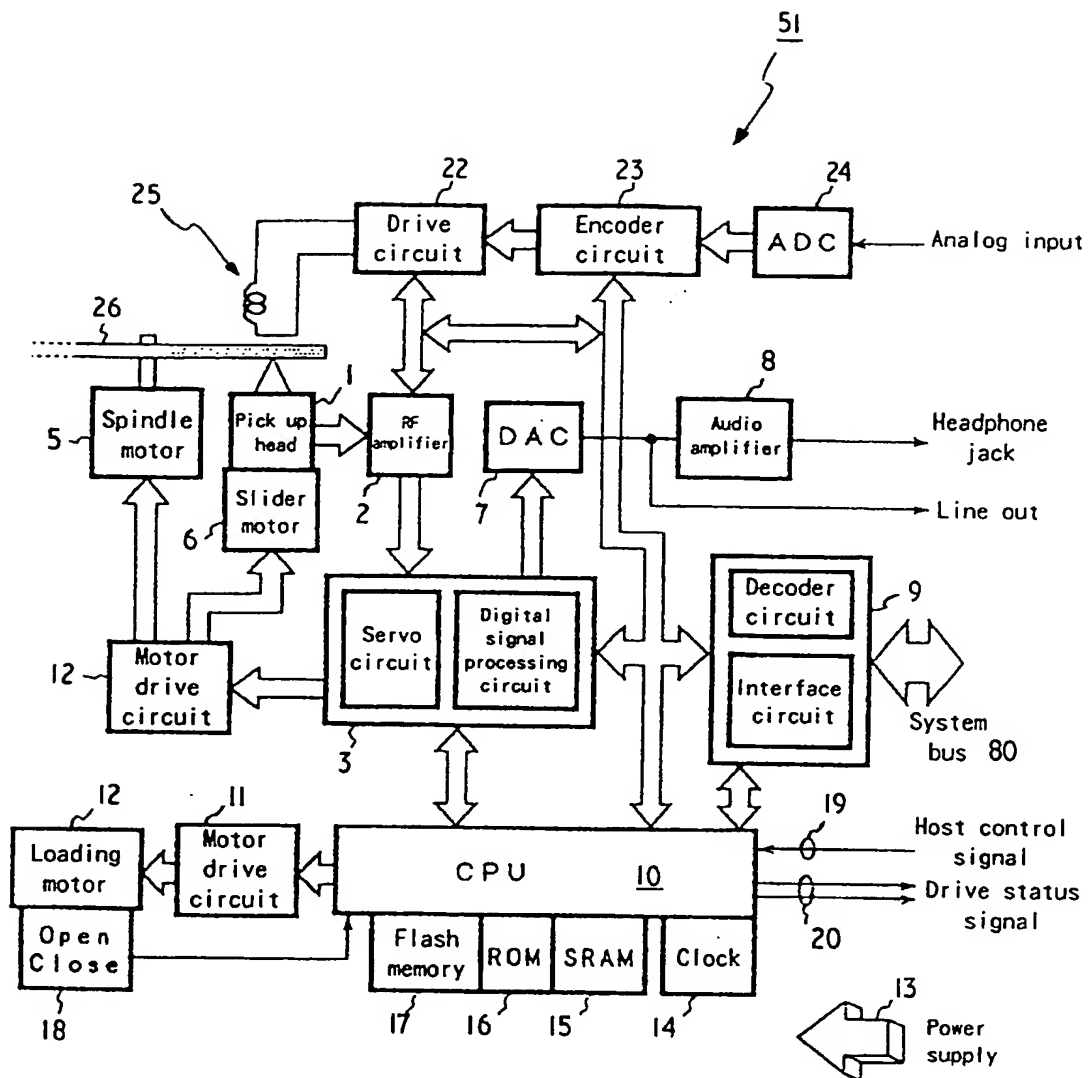 51
22
23
24
25
Drive
circuit
Encoder
circuit
ADC
Analog input
26
1
8
Spindle
motor
5
Pick up
head
RF
amplifier
2
DAC
7
Audio
amplifier
Headphone
jack
Line out
Slider
motor
6
Servo
circuit
Digital
signal
processing
circuit
3
Decoder
circuit
Interface
circuit
9
System
bus 80
12
Motor
drive
circuit
12
Loading
motor
11
Motor
drive
circuit
CPU 10
19
Host control
signal
Drive status
signal
20
Open
Close
18
Flash
memory
17
ROM
16
SRAM
15
Clock
14
13
Power
supply